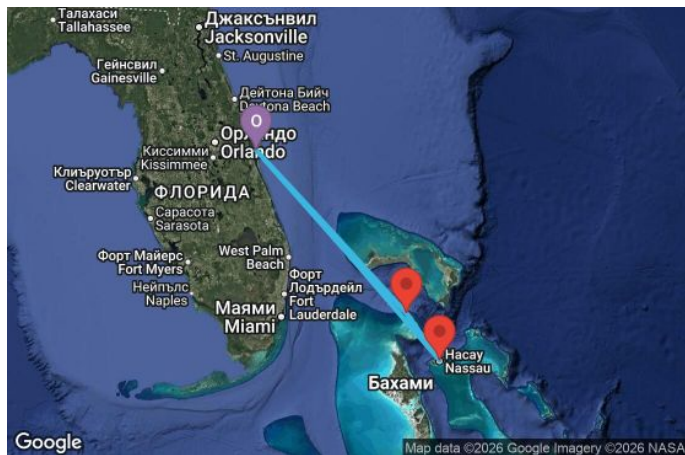 Талахаси
Tallahassee
Джаксънвил
Jacksonville
St. Augustine
Гейнсвил
Gainesville
Дейтона Бийч
Daytona Beach
O
Орландо
Orlando
Киссимми
Kissimmee
Клиъруотър
Clearwater
ФЛОРИДА
Сарасота
Sarasota
Форт Майерс
Fort Myers
West Palm
Beach
Нейпълс
Naples
Форт
Лодърдейл
Fort
Lauderdale
Маями
Miami
Насау
Nassau
Бахами
Google
Map data ©2026 Google Imagery ©2026 NASA